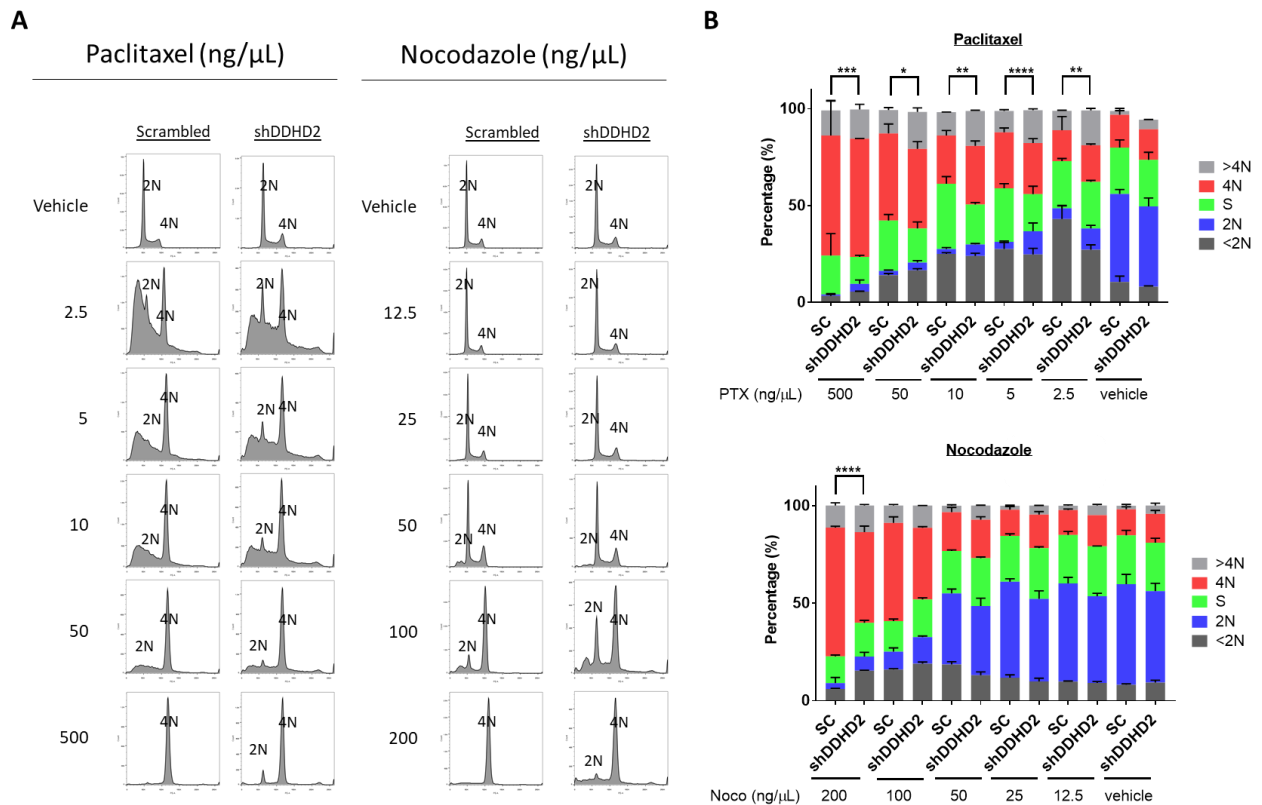 A
Paclitaxel (ng/µL)
Nocodazole (ng/µL)
Scrambled
shDDHD2
Scrambled
shDDHD2
Vehicle
2N
4N
2N
4N
Vehicle
2N
4N
2N
4N
2.5
2N
4N
2N
4N
12.5
2N
4N
2N
4N
5
2N
4N
2N
4N
25
2N
4N
2N
4N
10
2N
4N
2N
4N
50
2N
4N
2N
4N
50
2N
4N
2N
4N
100
2N
4N
2N
4N
500
4N
2N
4N
200
4N
2N
4N
B
Paclitaxel
*** * ** **** **
Percentage (%)
100
50
0
>4N
4N
S
2N
<2N
SC shDDHD2 SC shDDHD2 SC shDDHD2 SC shDDHD2 SC shDDHD2 SC shDDHD2
PTX (ng/µL) 500 50 10 5 2.5 vehicle
Nocodazole
****
Percentage (%)
100
50
0
>4N
4N
S
2N
<2N
SC shDDHD2 SC shDDHD2 SC shDDHD2 SC shDDHD2 SC shDDHD2 SC shDDHD2
Noco (ng/µL) 200 100 50 25 12.5 vehicle